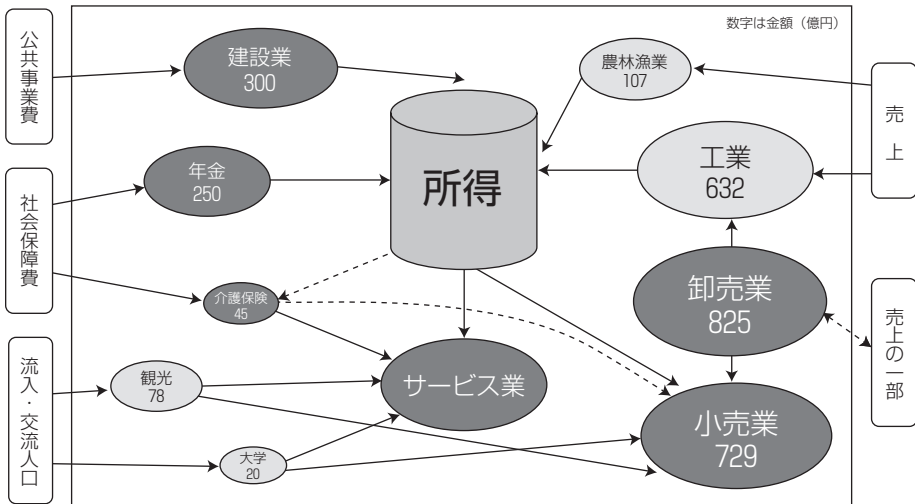 数字は金額（億円）
公共事業費
建設業
300
農林漁業
107
売上
工業
632
年金
250
所得
社会保障費
介護保険
45
卸売業
825
売上の一部
流入・交流人口
観光
78
サービス業
小売業
729
大学
20